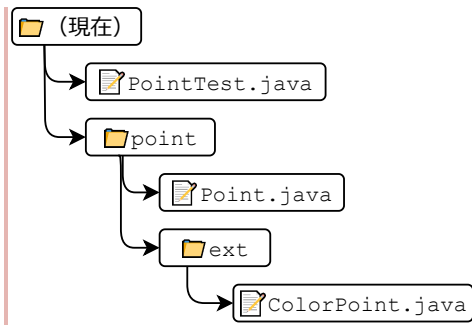 （現在）
PointTest.java
point
Point.java
ext
ColorPoint.java